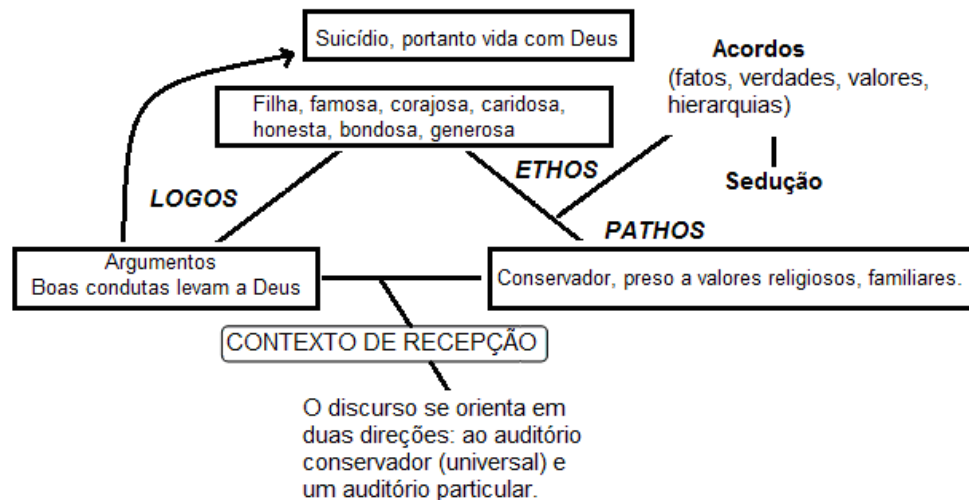 Suicídio, portanto vida com Deus
Acordos
(fatos, verdades, valores,
hierarquias)
Filha, famosa, corajosa, caridosa,
honesta, bondosa, generosa
ETHOS
Sedução
LOGOS
PATHOS
Argumentos
Boas condutas levam a Deus
Conservador, preso a valores religiosos, familiares.
CONTEXTO DE RECEPÇÃO
O discurso se orienta em
duas direções: ao auditório
conservador (universal) e
um auditório particular.